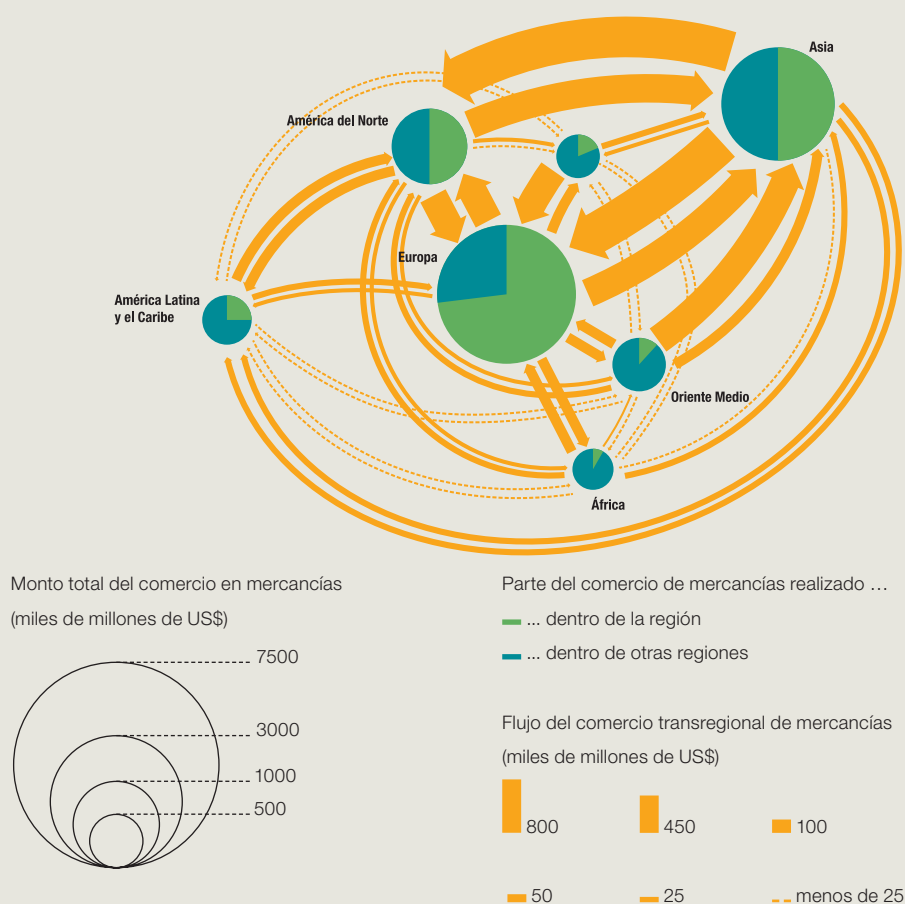 Asia
América del Norte
Europa
América Latina
y el Caribe
Oriente Medio
África
Monto total del comercio en mercancías
(miles de millones de US$)
7500
3000
1000
500
Parte del comercio de mercancías realizado ...
... dentro de la región
... dentro de otras regiones
Flujo del comercio transregional de mercancías
(miles de millones de US$)
800
450
100
50
25
menos de 25